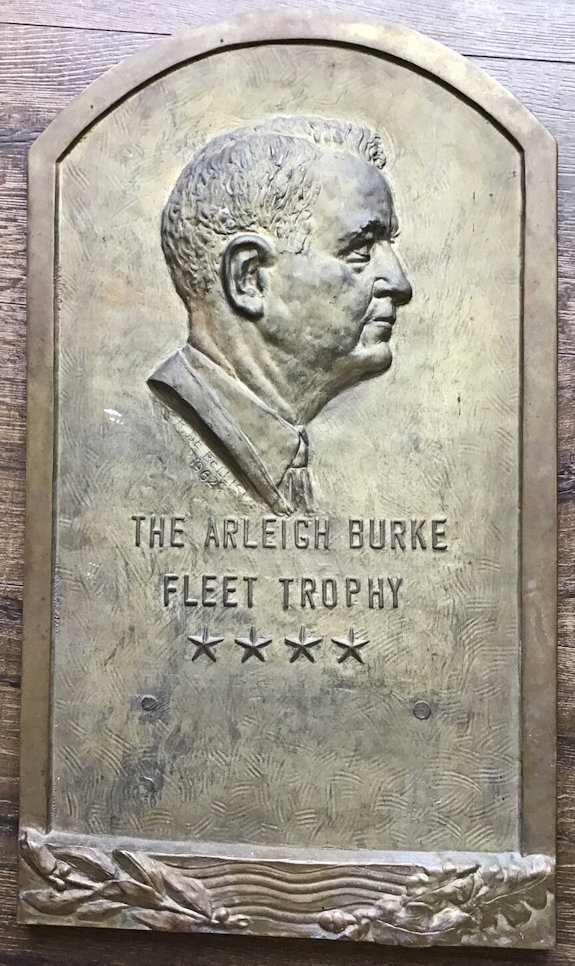 1962
THE ARLEIGH BURKE
FLEET TROPHY